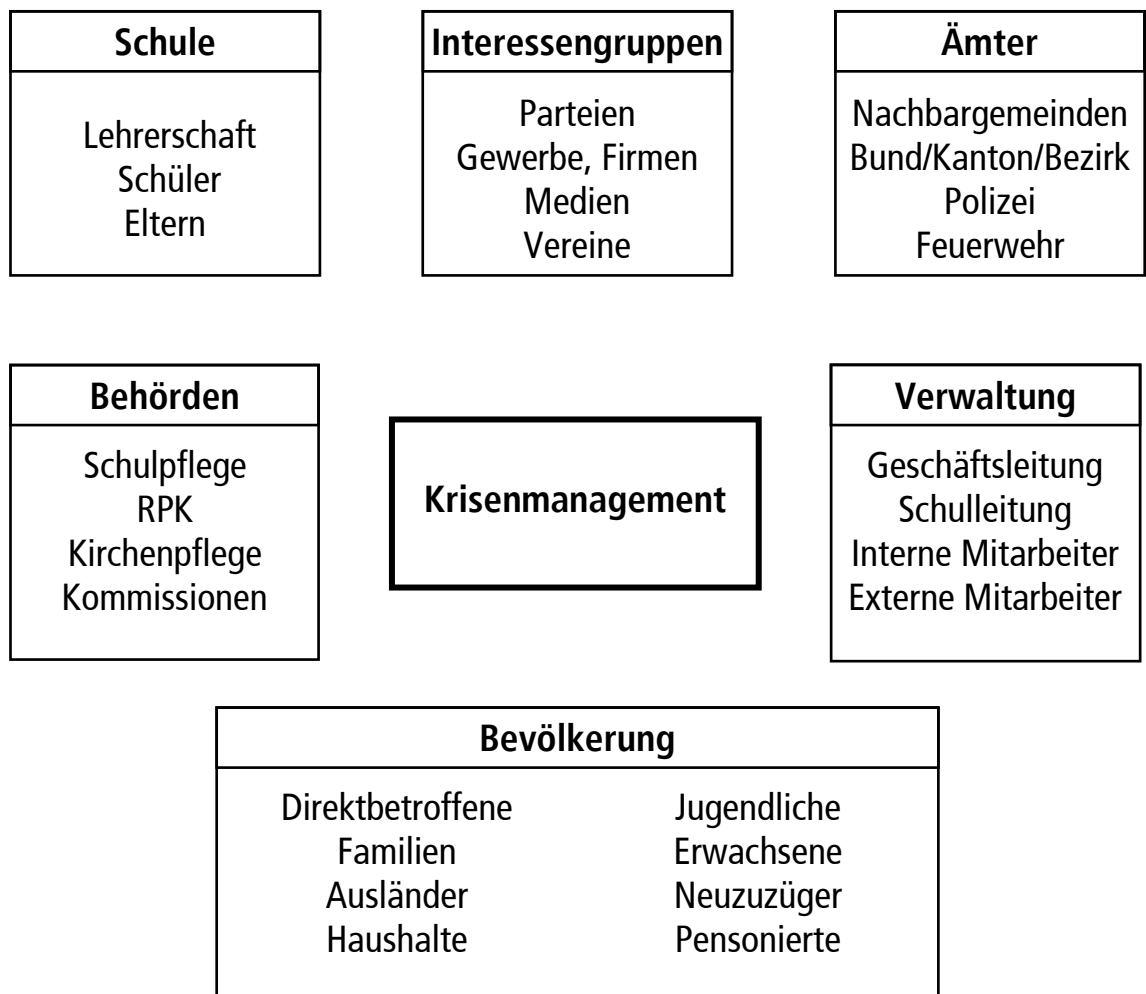 Schule
Lehrerschaft
Schüler
Eltern
Interessengruppen
Parteien
Gewerbe, Firmen
Medien
Vereine
Ämter
Nachbargemeinden
Bund/Kanton/Bezirk
Polizei
Feuerwehr
Behörden
Schulpflege
RPK
Kirchenpflege
Kommissionen
Krisenmanagement
Verwaltung
Geschäftsleitung
Schulleitung
Interne Mitarbeiter
Externe Mitarbeiter
Bevölkerung
Direktbetroffene
Familien
Ausländer
Haushalte
Jugendliche
Erwachsene
Neuzuzüger
Pensonierte